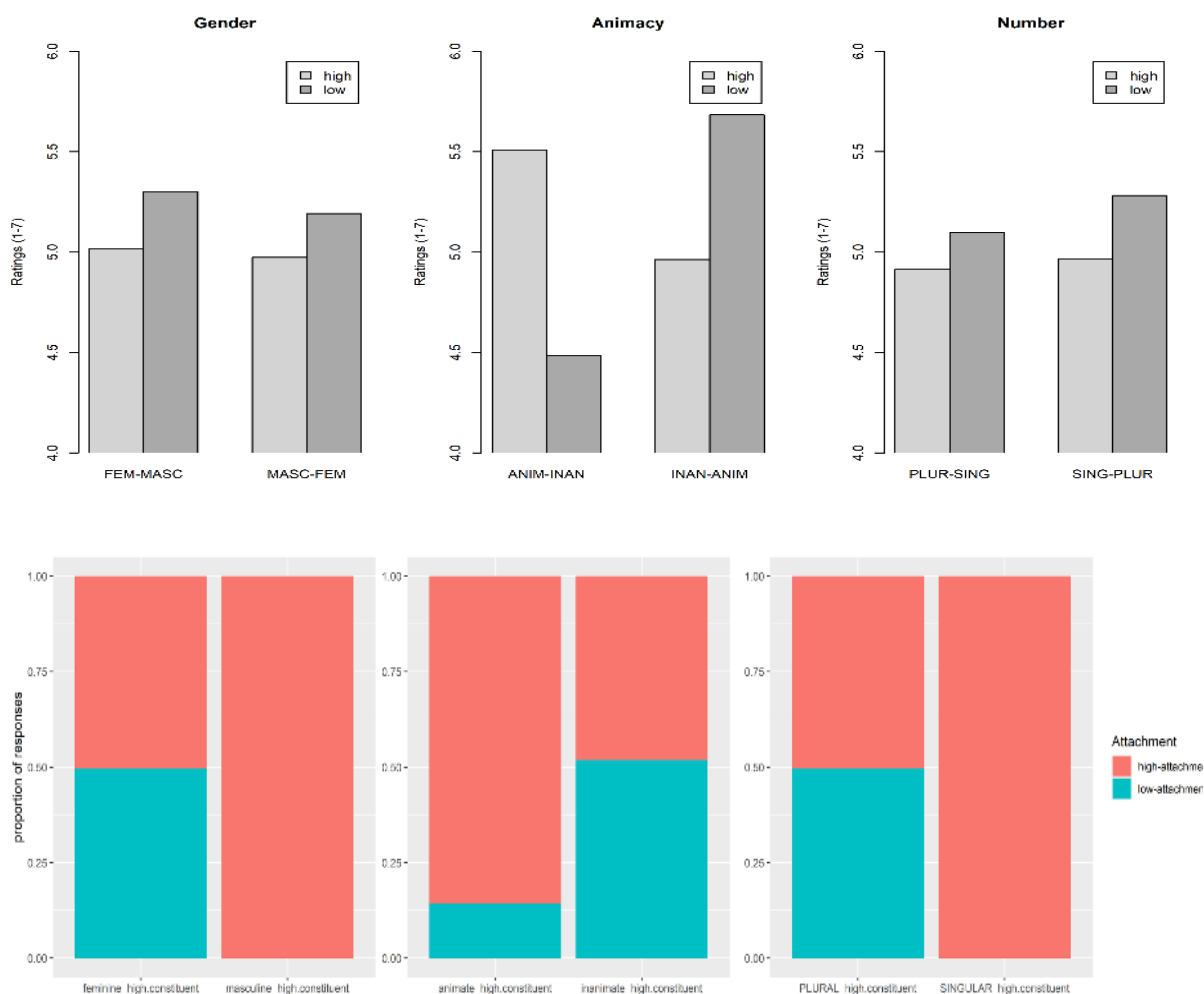 Gender
Animacy
Number
high
low
high
low
high
low
Ratings (1-7)
4.0
4.5
5.0
5.5
6.0
Ratings (1-7)
4.0
4.5
5.0
5.5
6.0
Ratings (1-7)
4.0
4.5
5.0
5.5
6.0
FEM-MASC
MASC-FEM
ANIM-INAN
INAN-ANIM
PLUR-SING
SING-PLUR
proportion of responses
1.00
0.75
0.50
0.25
0.00
1.00
0.75
0.50
0.25
0.00
1.00
0.75
0.50
0.25
0.00
feminine_high.constituent
masculine_high.constituent
animate_high.constituent
inanimate_high.constituent
PLURAL_high.constituent
SINGULAR_high.constituent
Attachment
high-attachme
low-attachment